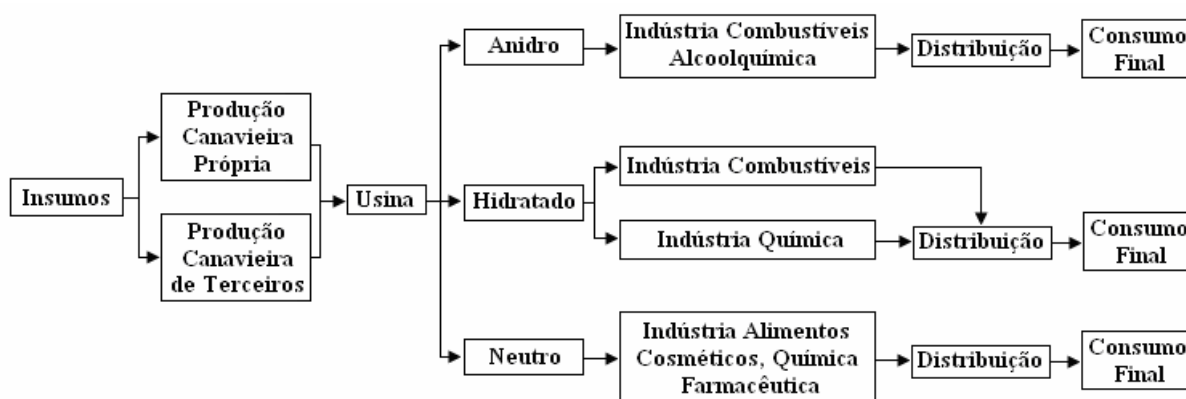 Insumos
Produção
Canavieira
Própria
Produção
Canavieira
de Terceiros
Usina
Anidro
Indústria Combustíveis
Alcoolquímica
Distribuição
Consumo
Final
Hidratado
Indústria Combustíveis
Indústria Química
Distribuição
Consumo
Final
Neutro
Indústria Alimentos
Cosméticos, Química
Farmacêutica
Distribuição
Consumo
Final